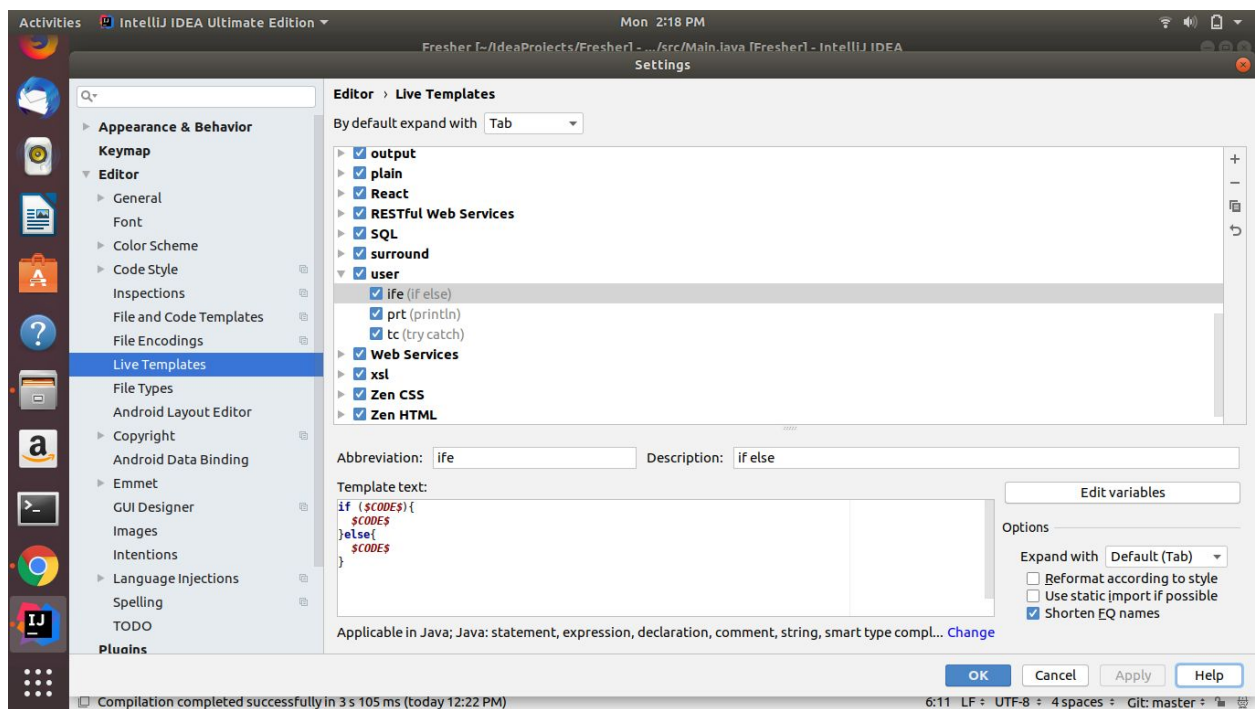 Activities IntelliJ IDEA Ultimate Edition Mon 2:18 PM
Fresher [~/IdeaProjects/Fresher] - .../src/Main.java [Fresher] - IntelliJ IDEA
Settings
Appearance & Behavior
Keymap
Editor
General
Font
Color Scheme
Code Style
Inspections
File and Code Templates
File Encodings
Live Templates
File Types
Android Layout Editor
Copyright
Android Data Binding
Emmet
GUI Designer
Images
Intentions
Language Injections
Spelling
TODO
Plugins
Editor › Live Templates
By default expand with Tab
output
plain
React
RESTful Web Services
SQL
surround
user
ife (if else)
prt (println)
tc (try catch)
Web Services
xsl
Zen CSS
Zen HTML
Abbreviation: ife Description: if else
Template text:
if ($CODE$){
$CODE$
}else{
$CODE$
}
Edit variables
Options
Expand with Default (Tab)
Reformat according to style
Use static import if possible
Shorten FQ names
Applicable in Java; Java: statement, expression, declaration, comment, string, smart type compl... Change
OK Cancel Apply Help
Compilation completed successfully in 3 s 105 ms (today 12:22 PM) 6:11 LF UTF-8 4 spaces Git: master
a
IJ